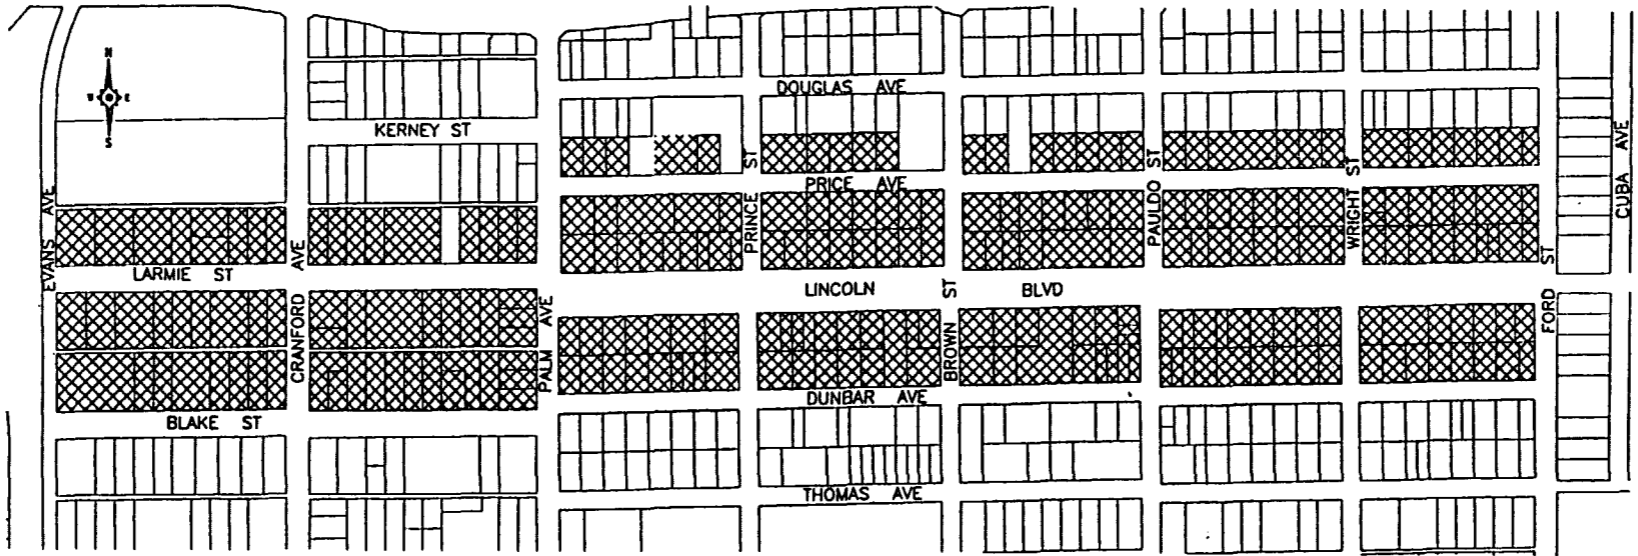 N
W E
S
DOUGLAS AVE
KERNEY ST
PRICE AVE
LARMIE ST
LINCOLN BLVD
DUNBAR AVE
BLAKE ST
THOMAS AVE
EVANS AVE
CRANFORD AVE
PALM AVE
PRINCE ST
BROWN ST
PAULDO ST
WRIGHT ST
FORD ST
CUBA AVE